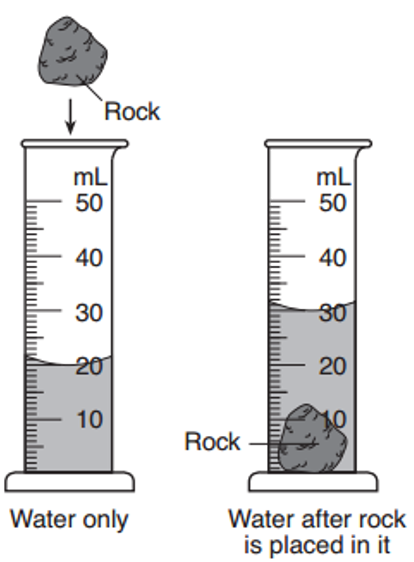 Rock
mL
50
40
30
20
10
Water only
mL
50
40
30
20
10
Rock
Water after rock
is placed in it